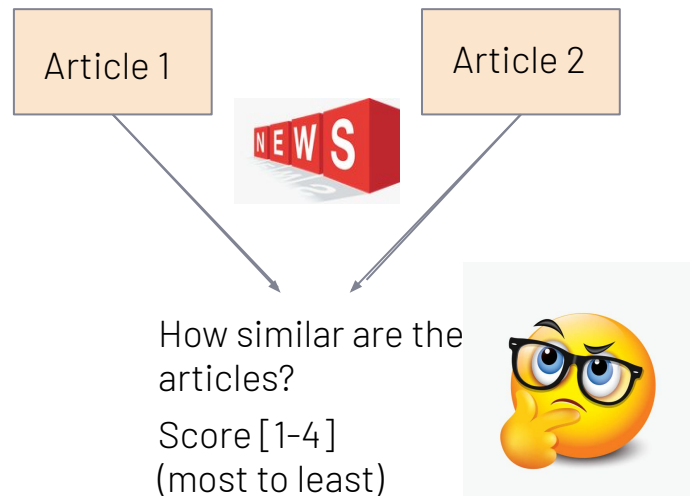 Article 1
Article 2
NEWS
How similar are the
articles?
Score [1-4]
(most to least)